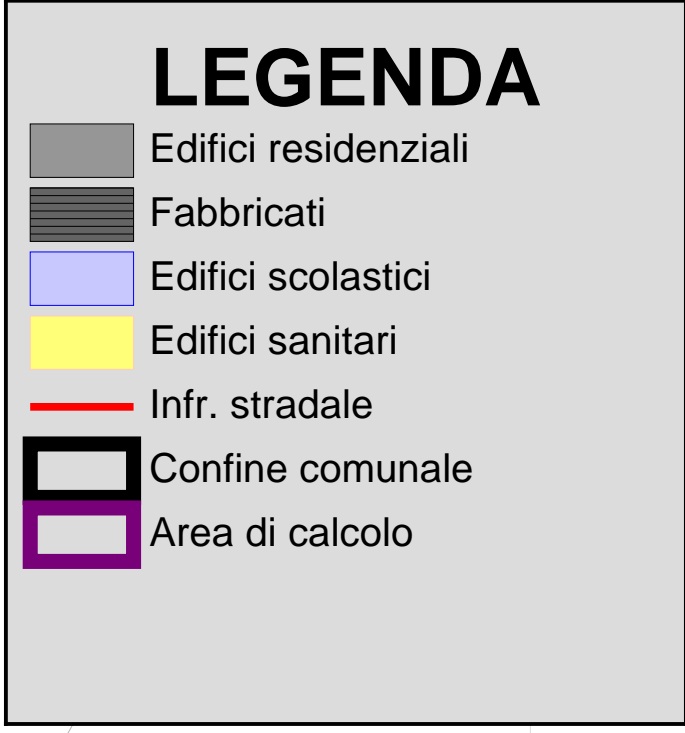 LEGENDA
Edifici residenziali
Fabbricati
Edifici scolastici
Edifici sanitari
Infr. stradale
Confine comunale
Area di calcolo